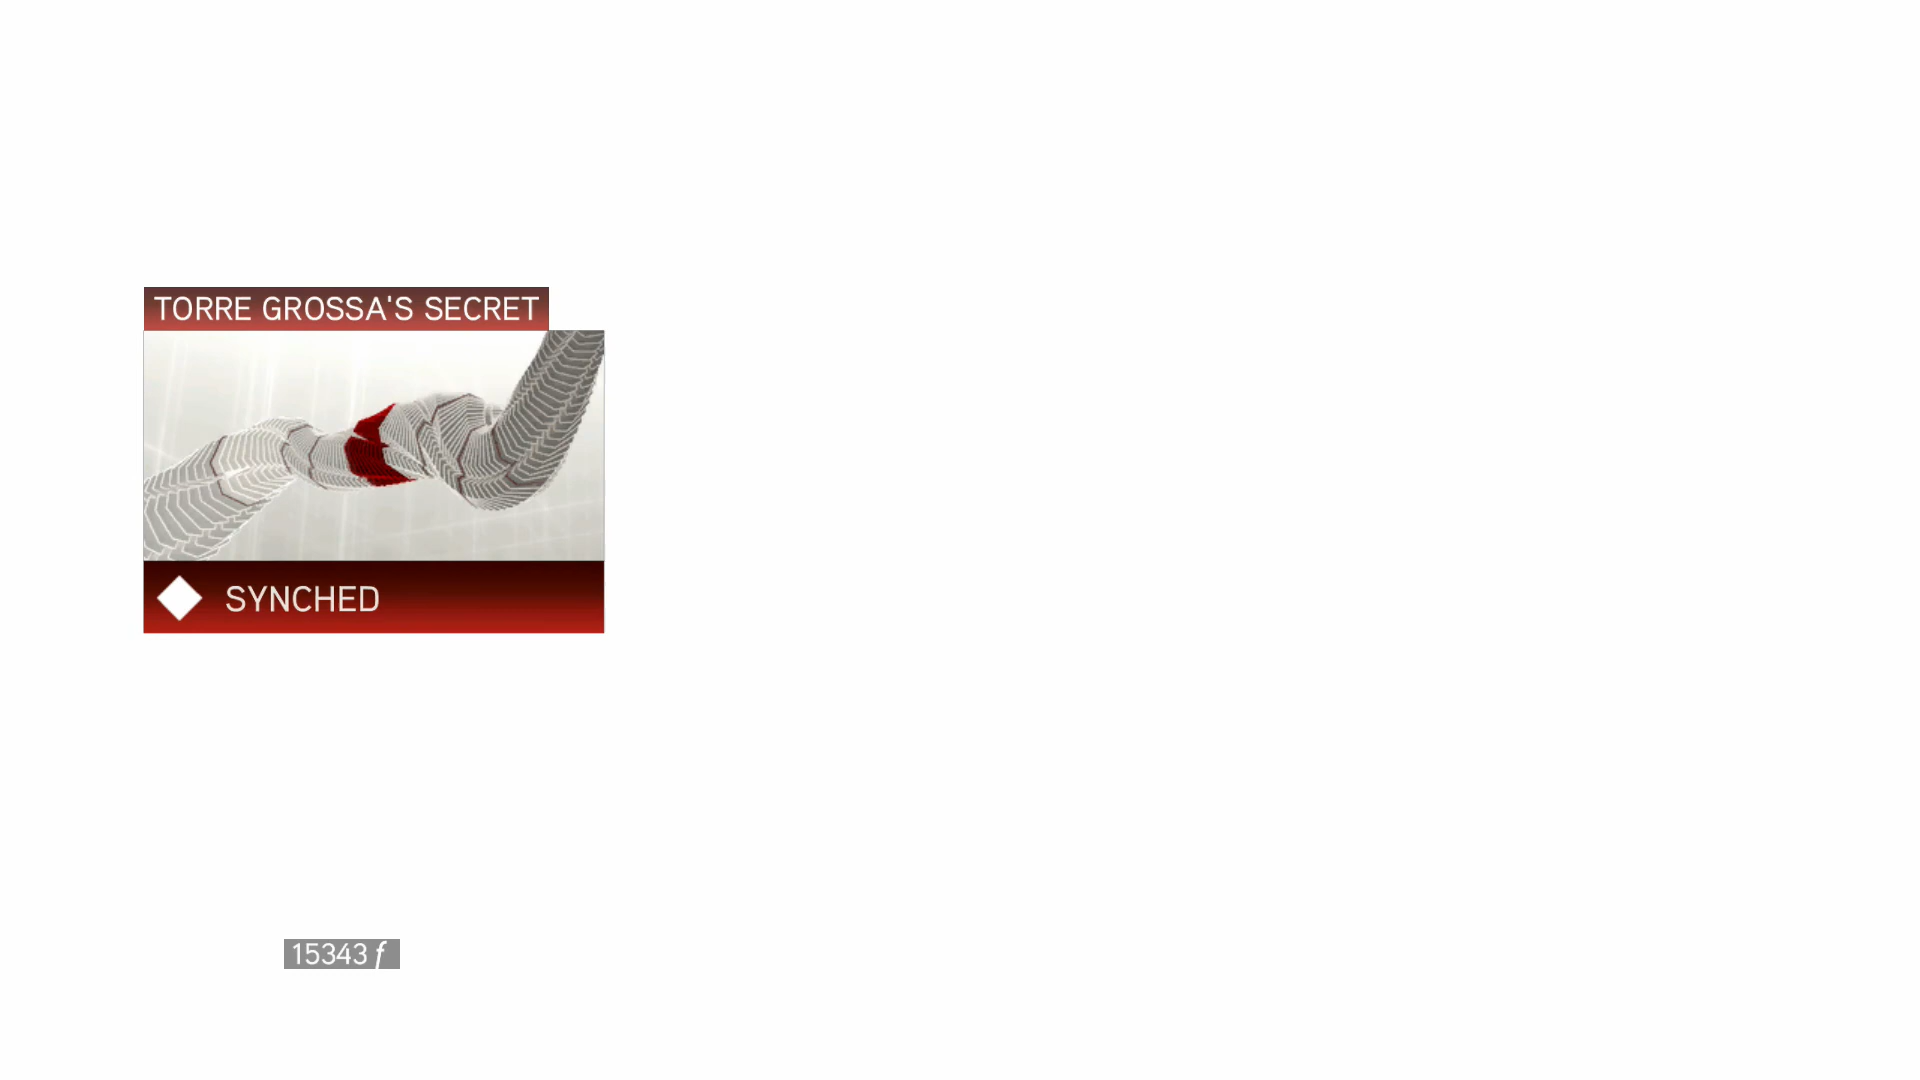 TORRE GROSSA'S SECRET
SYNCHED
15343 ƒ